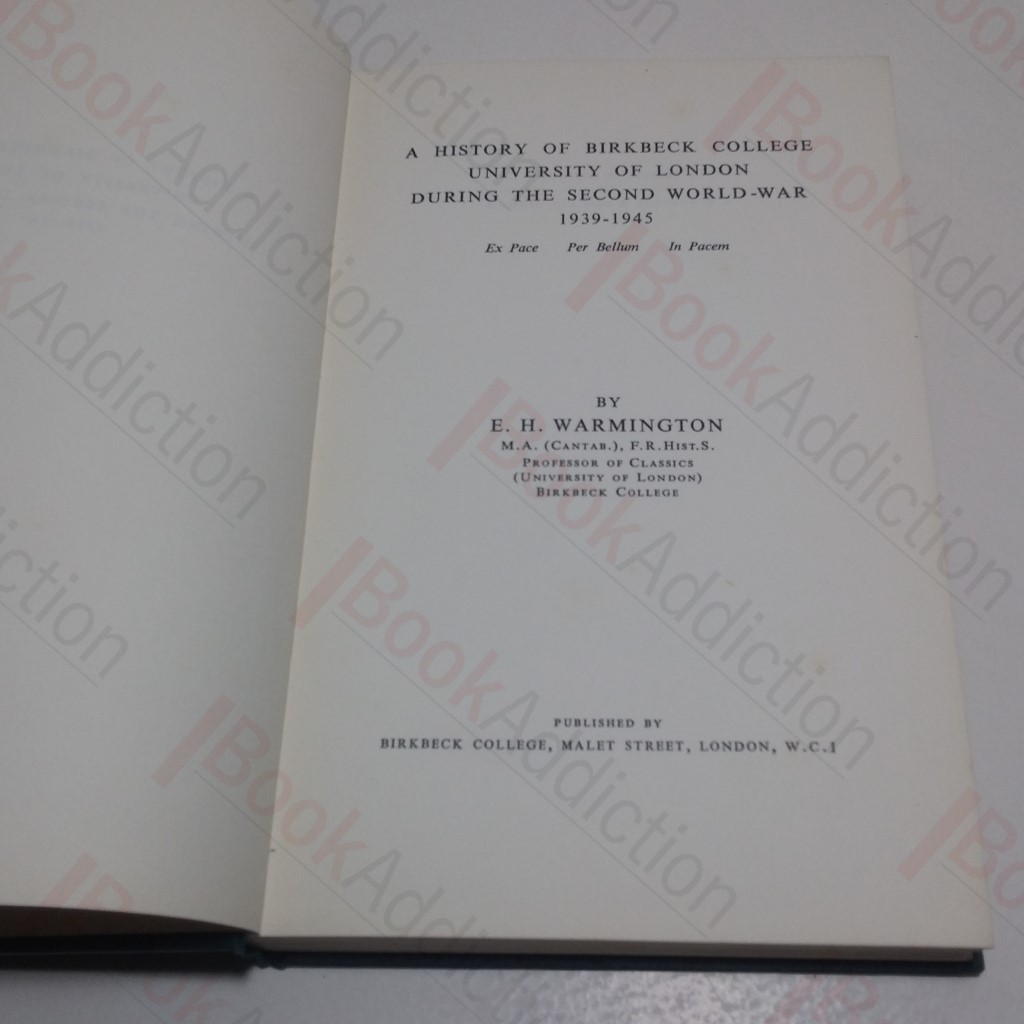 A HISTORY OF BIRKBECK COLLEGE
UNIVERSITY OF LONDON
DURING THE SECOND WORLD-WAR
1939-1945
Ex Pace Per Bellum In Pacem
BY
E. H. WARMINGTON
M.A. (CANTAB.), F.R.HIST.S.
PROFESSOR OF CLASSICS
(UNIVERSITY OF LONDON)
BIRKBECK COLLEGE
PUBLISHED BY
BIRKBECK COLLEGE, MALET STREET, LONDON, W.C.1
BookAddiction